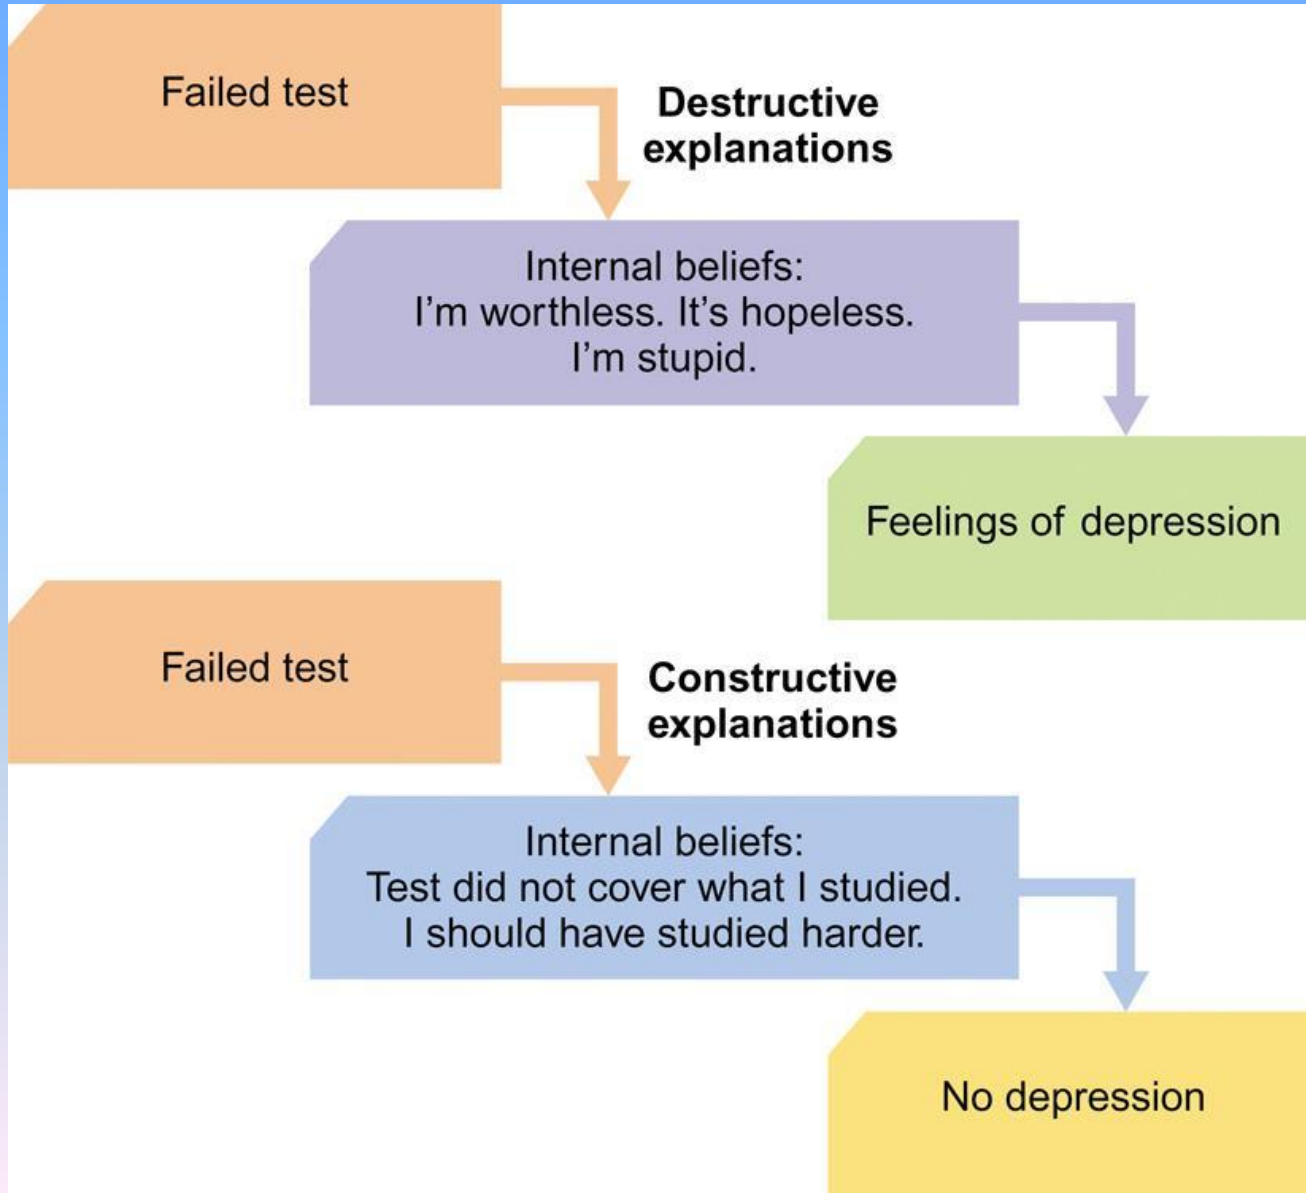 Failed test
Destructive
explanations
Internal beliefs:
I'm worthless. It's hopeless.
I'm stupid.
Feelings of depression
Failed test
Constructive
explanations
Internal beliefs:
Test did not cover what I studied.
I should have studied harder.
No depression